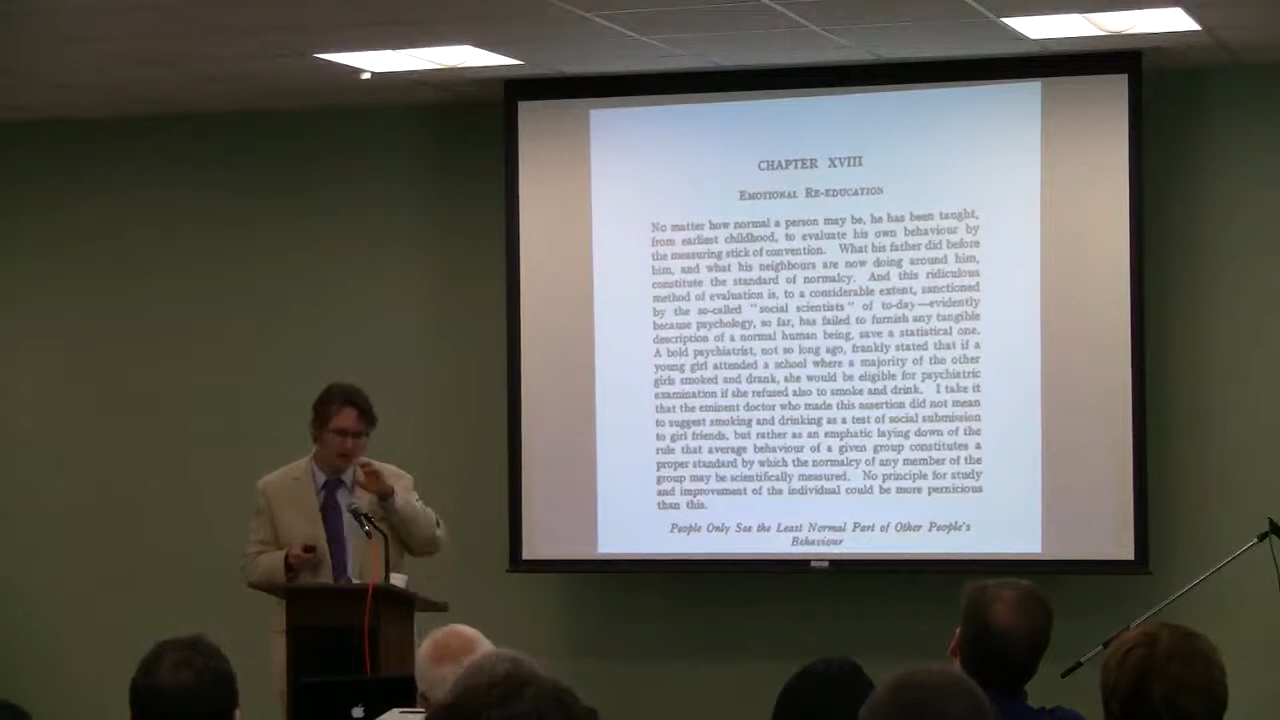 CHAPTER XVIII
EMOTIONAL RE-EDUCATION
No matter how normal a person may be, he has been taught,
from earliest childhood, to evaluate his own behaviour by
the measuring stick of convention. What his father did before
him, and what his neighbours are now doing around him,
constitute the standard of normalcy. And this ridiculous
method of evaluation is, to a considerable extent, sanctioned
by the so-called "social scientists" of to-day—evidently
because psychology, so far, has failed to furnish any tangible
description of a normal human being, save a statistical one.
A bold psychiatrist, not so long ago, frankly stated that if a
young girl attended a school where a majority of the other
girls smoked and drank, she would be eligible for psychiatric
examination if she refused also to smoke and drink. I take it
that the eminent doctor who made this assertion did not mean
to suggest smoking and drinking as a test of social submission
to girl friends, but rather as an emphatic laying down of the
rule that average behaviour of a given group constitutes a
proper standard by which the normalcy of any member of the
group may be scientifically measured. No principle for study
and improvement of the individual could be more pernicious
than this.
People Only See the Least Normal Part of Other People's
Behaviour